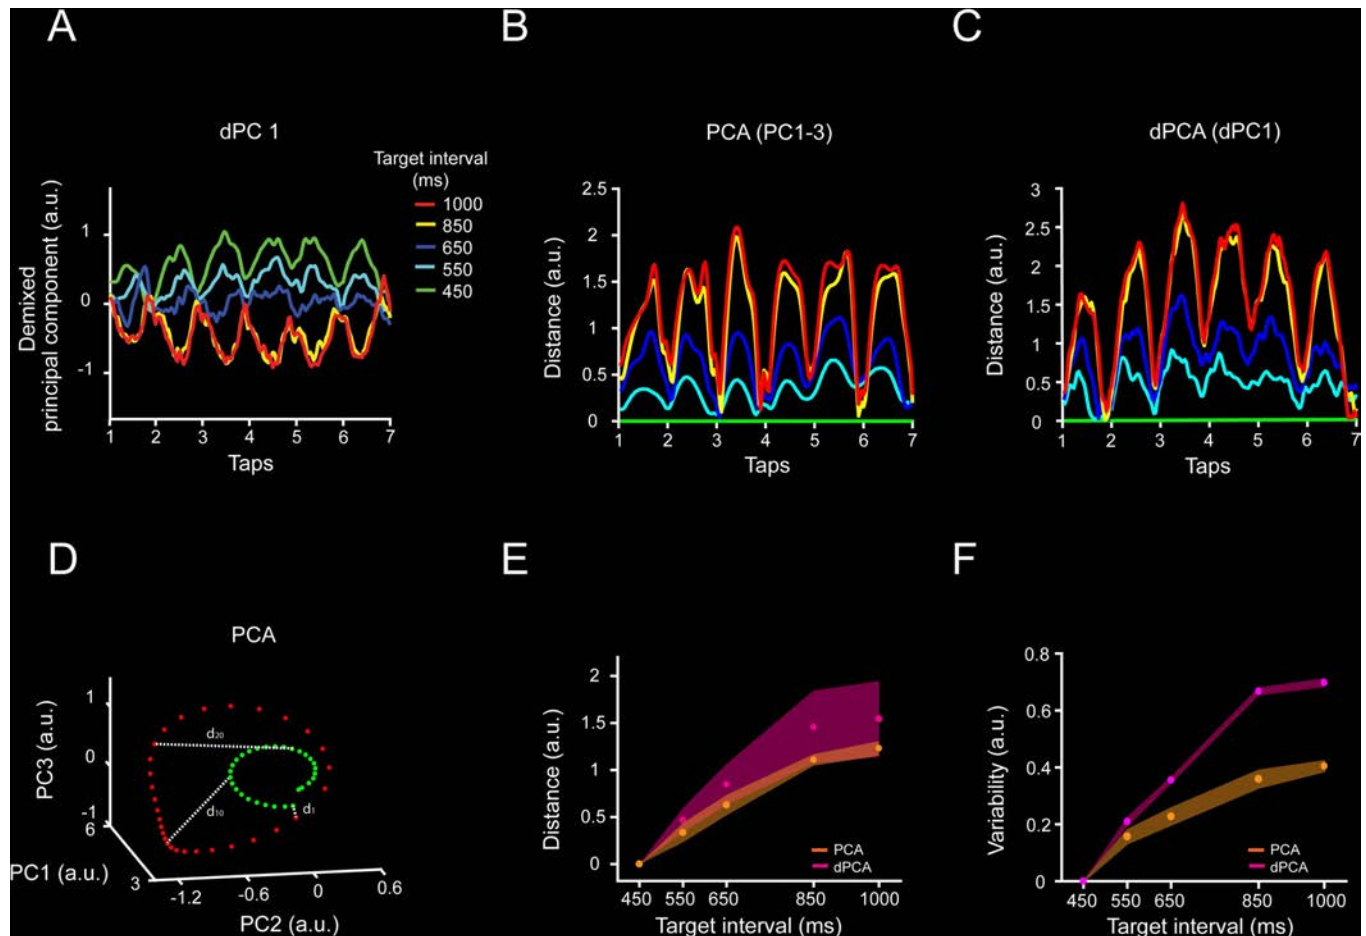 A
B
C
dPC 1
PCA (PC1-3)
dPCA (dPC1)
Target interval
(ms)
1000
850
650
550
450
Demixed
principal component (a.u.)
1
0
-1
1 2 3 4 5 6 7
Taps
Distance (a.u.)
2.5
2
1.5
1
0.5
0
1 2 3 4 5 6 7
Taps
Distance (a.u.)
3
2.5
2
1.5
1
0.5
0
1 2 3 4 5 6 7
Taps
D
E
F
PCA
PC3 (a.u.)
1
0
-1
6
3
PC1 (a.u.)
-1.2 -0.6 0 0.6
PC2 (a.u.)
d20
d10
d1
Distance (a.u.)
2
1.5
1
0.5
0
PCA
dPCA
450 550 650 850 1000
Target interval (ms)
Variability (a.u.)
0.8
0.6
0.4
0.2
0
PCA
dPCA
450 550 650 850 1000
Target interval (ms)